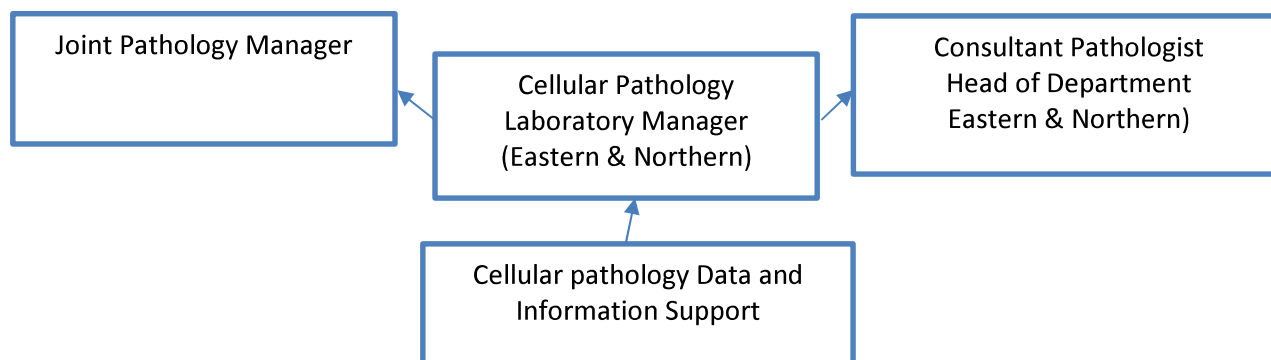 Joint Pathology Manager
Cellular Pathology
Laboratory Manager
(Eastern & Northern)
Consultant Pathologist
Head of Department
Eastern & Northern)
Cellular pathology Data and
Information Support